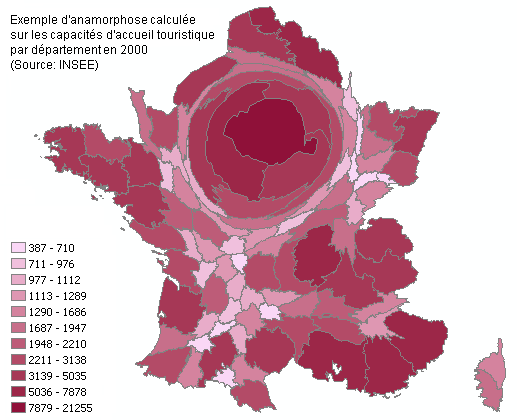 Exemple d'anamorphose calculée
sur les capacités d'accueil touristique
par département en 2000
(Source: INSEE)
387 - 710
711 - 976
977 - 1112
1113 - 1289
1290 - 1686
1687 - 1947
1948 - 2210
2211 - 3138
3139 - 5035
5036 - 7878
7879 - 21255